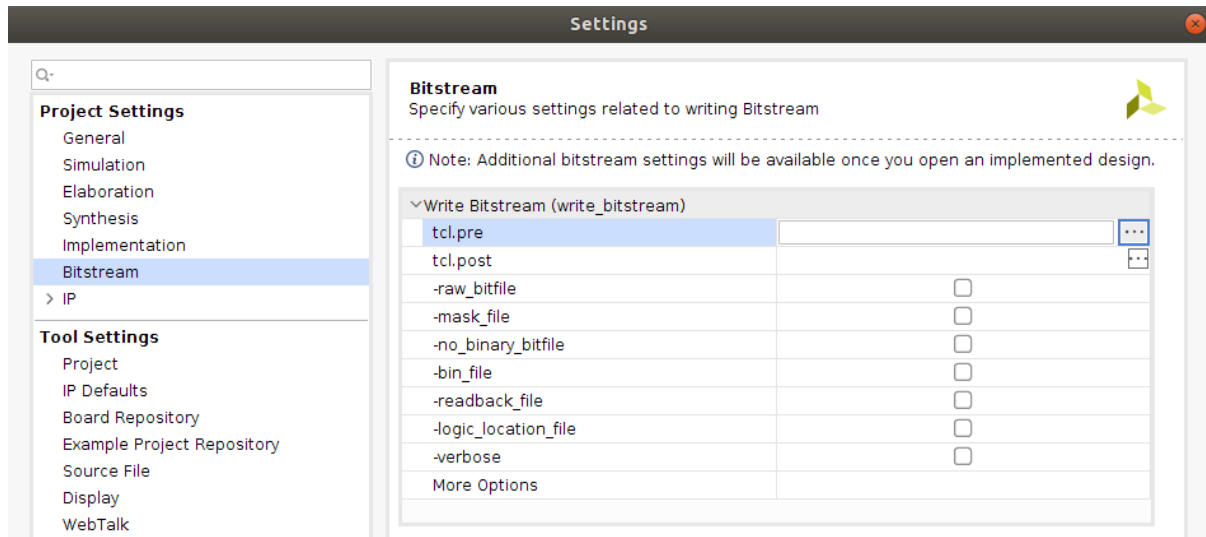 Settings
Project Settings
General
Simulation
Elaboration
Synthesis
Implementation
Bitstream
IP
Tool Settings
Project
IP Defaults
Board Repository
Example Project Repository
Source File
Display
WebTalk
Bitstream
Specify various settings related to writing Bitstream
Note: Additional bitstream settings will be available once you open an implemented design.
Write Bitstream (write_bitstream)
tcl.pre
tcl.post
-raw_bitfile
-mask_file
-no_binary_bitfile
-bin_file
-readback_file
-logic_location_file
-verbose
More Options